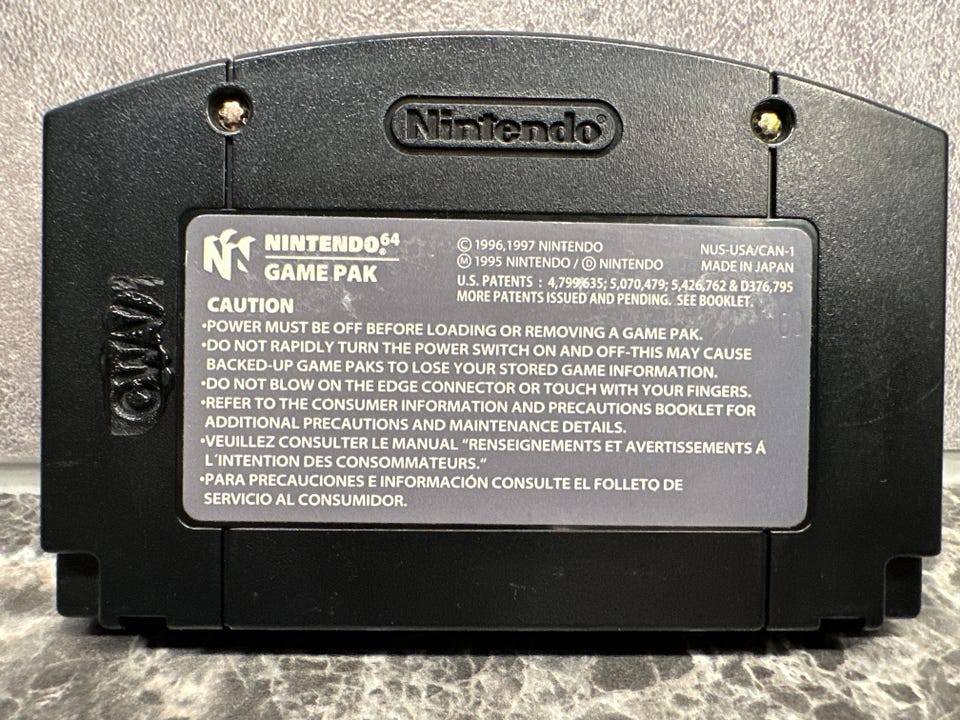 Nintendo®
NINTENDO 64®
GAME PAK
© 1996,1997 NINTENDO
Ⓜ 1995 NINTENDO / Ⓓ NINTENDO
U.S. PATENTS : 4,799,635; 5,070,479; 5,426,762 & D376,795
MORE PATENTS ISSUED AND PENDING. SEE BOOKLET.
NUS-USA/CAN-1
MADE IN JAPAN
CAUTION
•POWER MUST BE OFF BEFORE LOADING OR REMOVING A GAME PAK.
•DO NOT RAPIDLY TURN THE POWER SWITCH ON AND OFF-THIS MAY CAUSE
BACKED-UP GAME PAKS TO LOSE YOUR STORED GAME INFORMATION.
•DO NOT BLOW ON THE EDGE CONNECTOR OR TOUCH WITH YOUR FINGERS.
•REFER TO THE CONSUMER INFORMATION AND PRECAUTIONS BOOKLET FOR
ADDITIONAL PRECAUTIONS AND MAINTENANCE DETAILS.
•VEUILLEZ CONSULTER LE MANUAL "RENSEIGNEMENTS ET AVERTISSEMENTS Á
L'INTENTION DES CONSOMMATEURS."
•PARA PRECAUCIONES E INFORMACIÓN CONSULTE EL FOLLETO DE
SERVICIO AL CONSUMIDOR.